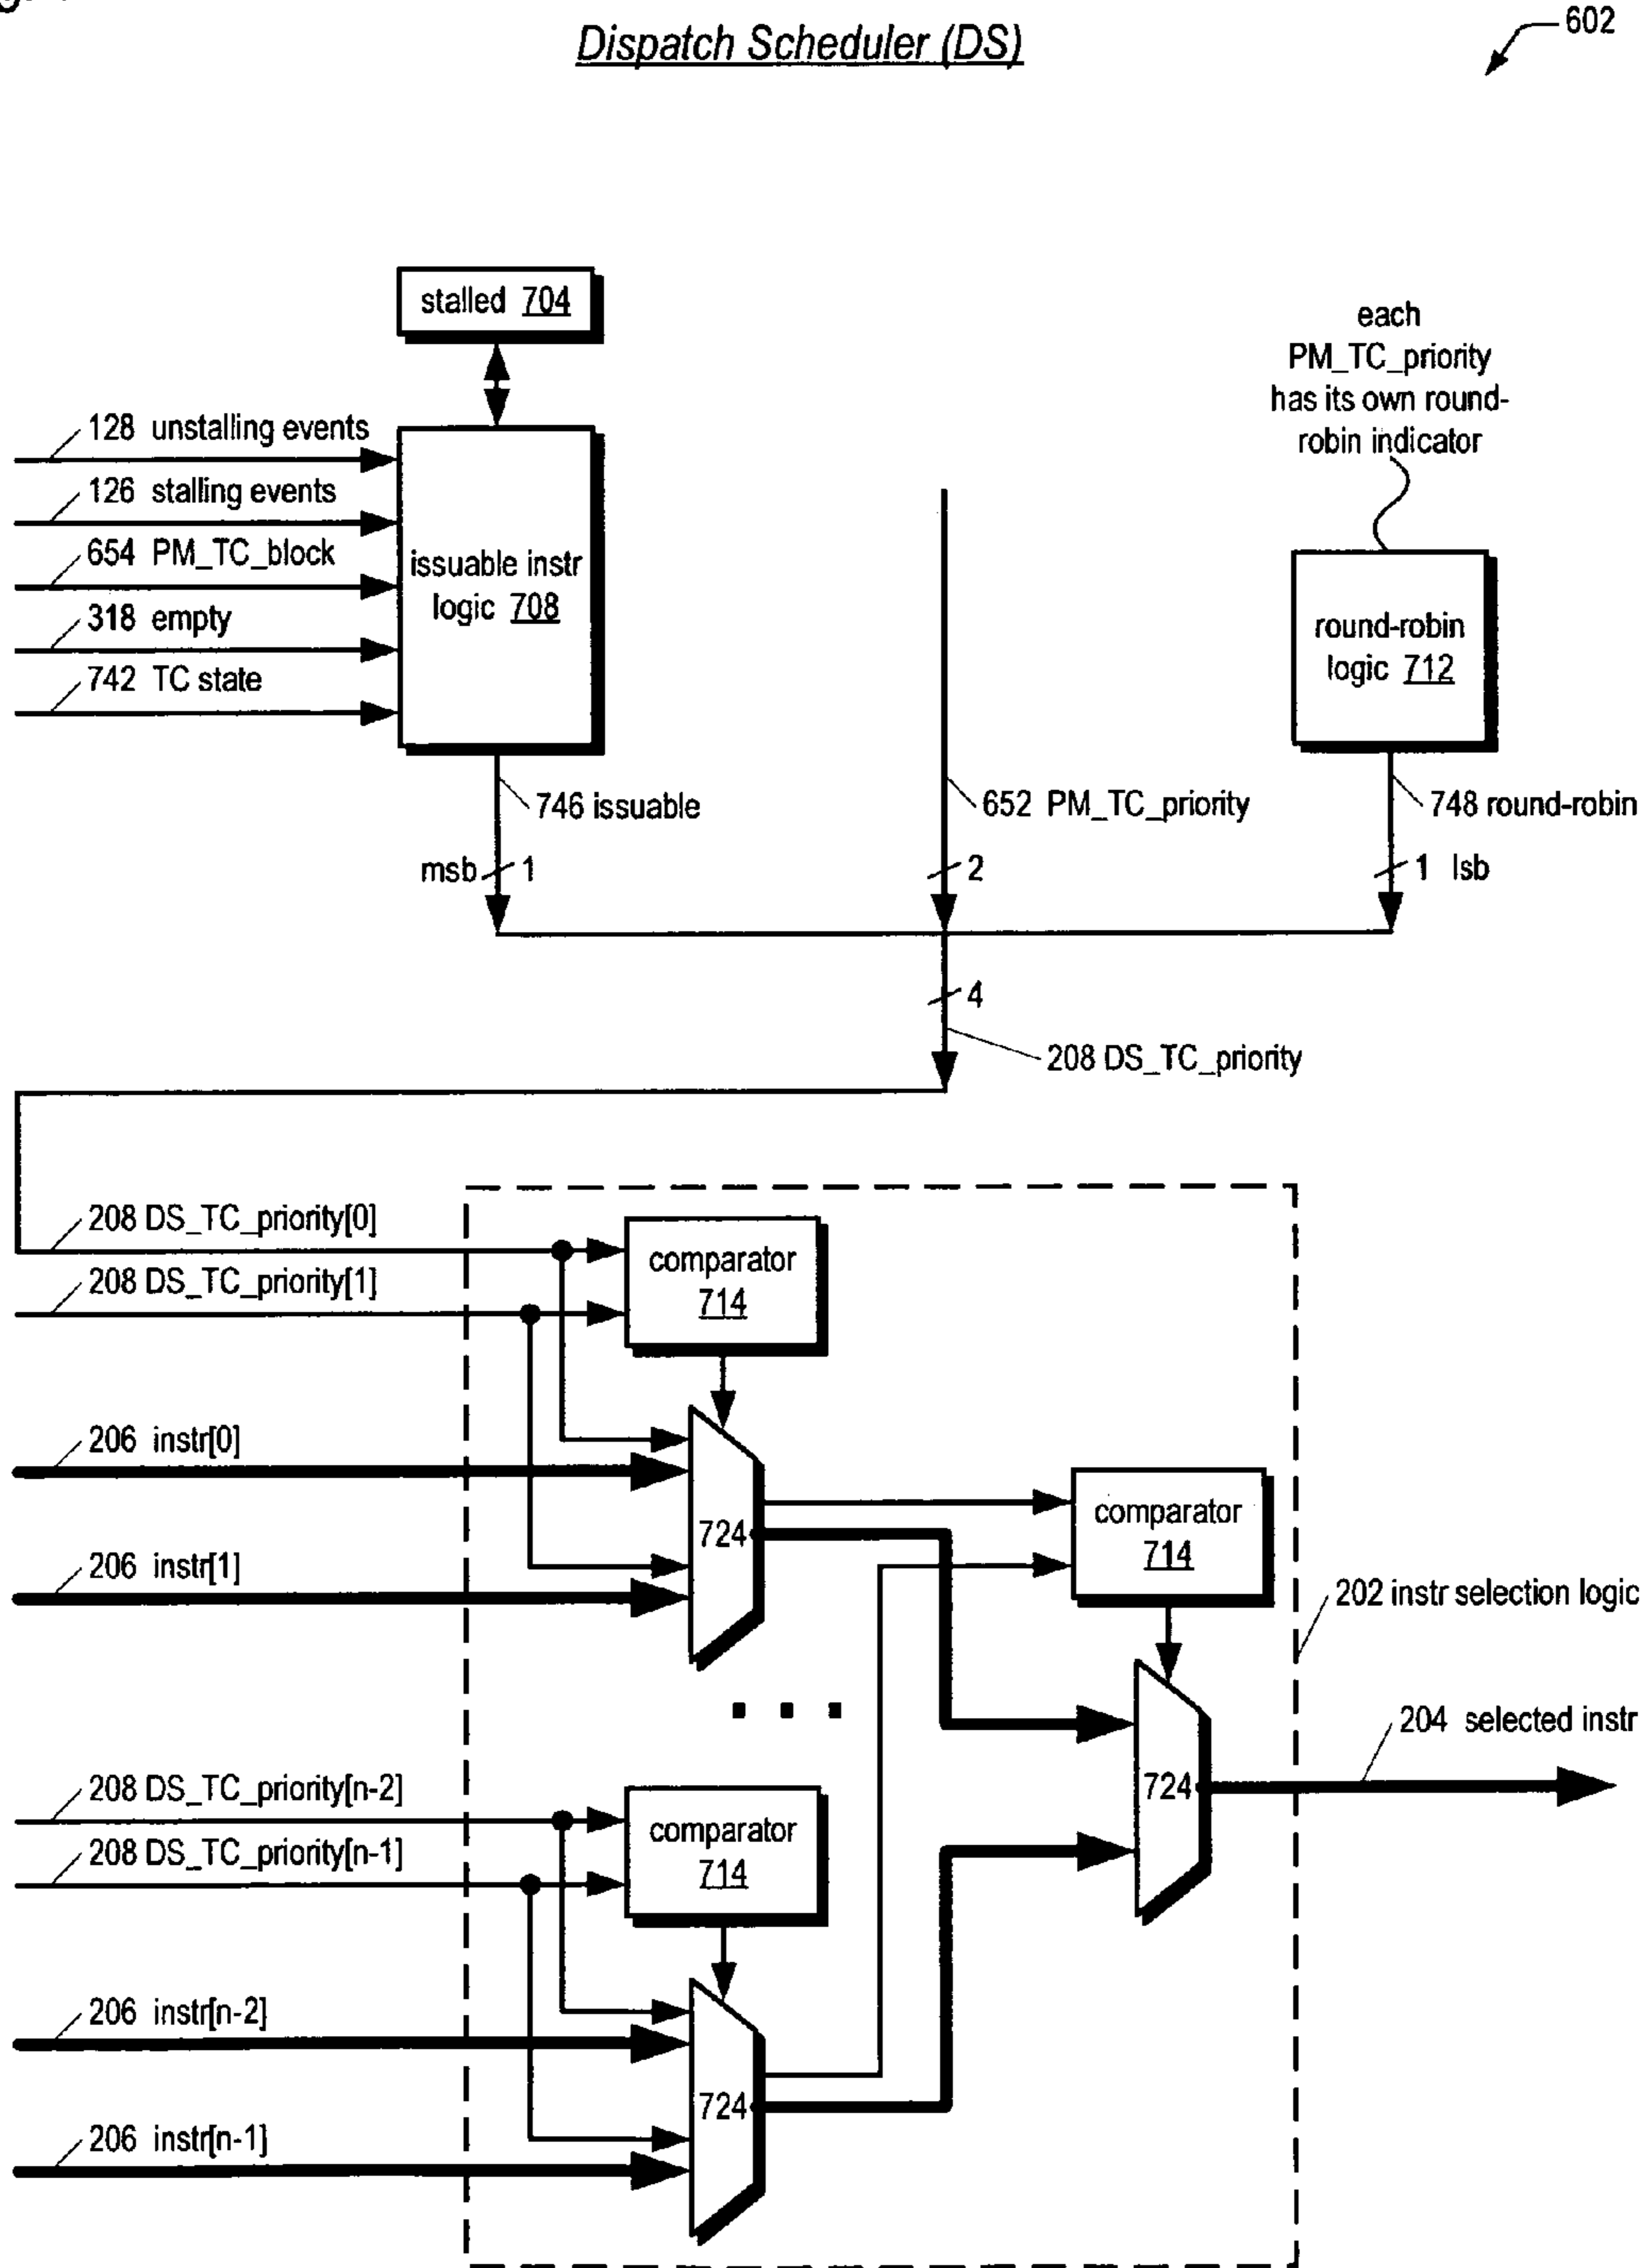 Dispatch Scheduler (DS)
602
stalled 704
each
PM_TC_priority
has its own round-
robin indicator
128 unstalling events
126 stalling events
654 PM_TC_block
318 empty
742 TC state
issuable instr
logic 708
round-robin
logic 712
746 issuable
652 PM_TC_priority
748 round-robin
msb 1
2
1 lsb
4
208 DS_TC_priority
208 DS_TC_priority[0]
208 DS_TC_priority[1]
comparator
714
206 instr[0]
206 instr[1]
724
comparator
714
202 instr selection logic
204 selected instr
724
208 DS_TC_priority[n-2]
208 DS_TC_priority[n-1]
comparator
714
206 instr[n-2]
206 instr[n-1]
724